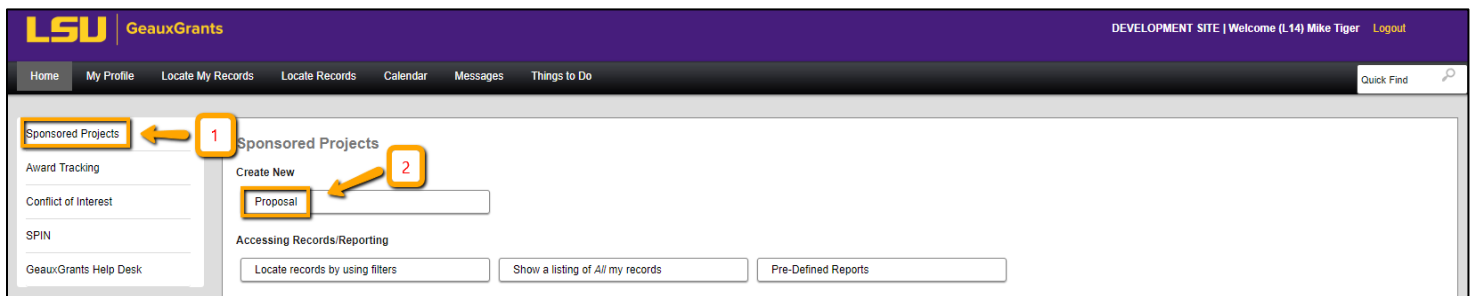 LSU GeauxGrants
DEVELOPMENT SITE | Welcome (L14) Mike Tiger Logout
Home My Profile Locate My Records Locate Records Calendar Messages Things to Do
Quick Find
Sponsored Projects
1
Award Tracking
Conflict of Interest
SPIN
GeauxGrants Help Desk
Sponsored Projects
Create New
2
Proposal
Accessing Records/Reporting
Locate records by using filters Show a listing of All my records Pre-Defined Reports